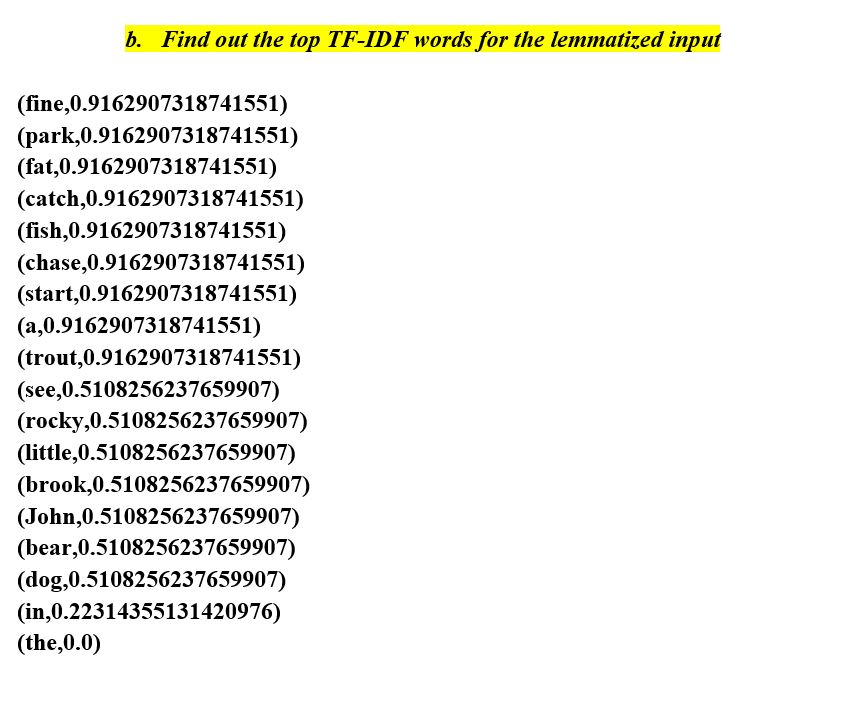 b. Find out the top TF-IDF words for the lemmatized input
(fine,0.9162907318741551)
(park,0.9162907318741551)
(fat,0.9162907318741551)
(catch,0.9162907318741551)
(fish,0.9162907318741551)
(chase,0.9162907318741551)
(start,0.9162907318741551)
(a,0.9162907318741551)
(trout,0.9162907318741551)
(see,0.5108256237659907)
(rocky,0.5108256237659907)
(little,0.5108256237659907)
(brook,0.5108256237659907)
(John,0.5108256237659907)
(bear,0.5108256237659907)
(dog,0.5108256237659907)
(in,0.22314355131420976)
(the,0.0)